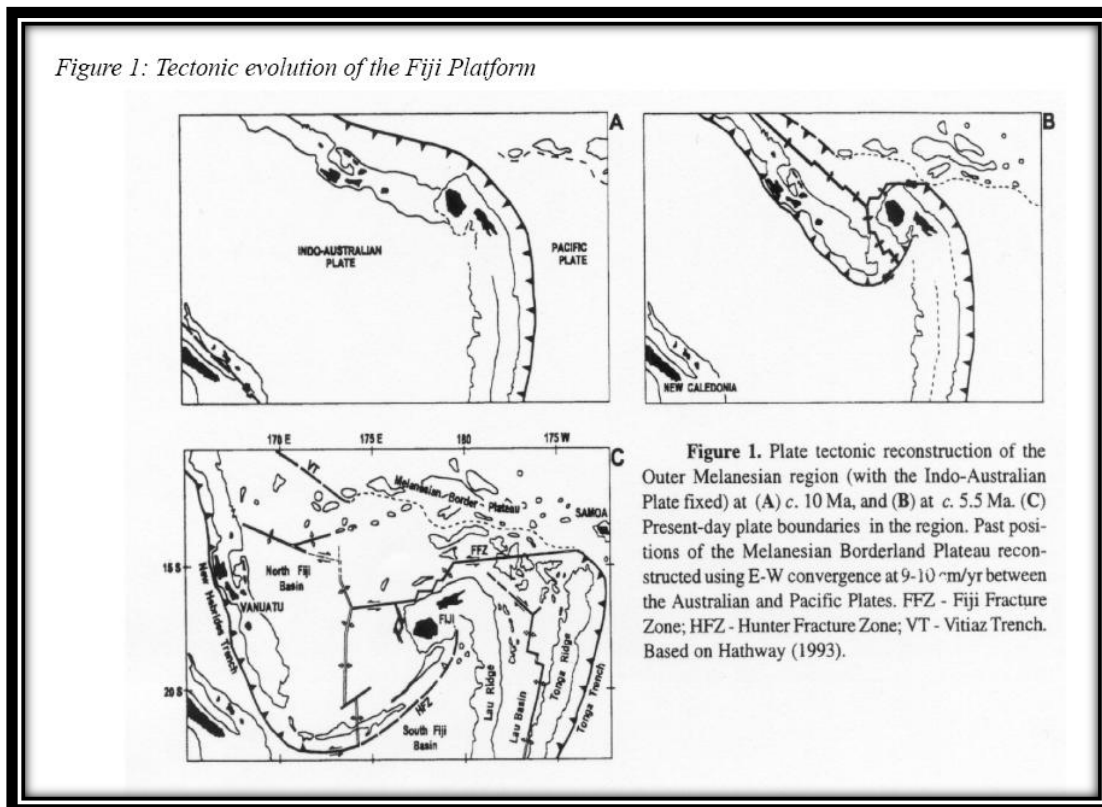 Figure 1: Tectonic evolution of the Fiji Platform
A
INDO-AUSTRALIAN
PLATE
PACIFIC
PLATE
B
NEW CALEDONIA
170 E
175 E
180
175 W
C
VT
Melanesian Border Plateau
SAMOA
FFZ
15 S
North Fiji
Basin
New Hebrides Trench
VANUATU
FIJI
20 S
HFZ
South Fiji
Basin
Lau Ridge
Lau Basin
Tonga Ridge
Tonga Trench
Figure 1. Plate tectonic reconstruction of the
Outer Melanesian region (with the Indo-Australian
Plate fixed) at (A) c. 10 Ma, and (B) at c. 5.5 Ma. (C)
Present-day plate boundaries in the region. Past posi-
tions of the Melanesian Borderland Plateau recon-
structed using E-W convergence at 9-10 cm/yr between
the Australian and Pacific Plates. FFZ - Fiji Fracture
Zone; HFZ - Hunter Fracture Zone; VT - Vitiaz Trench.
Based on Hathway (1993).